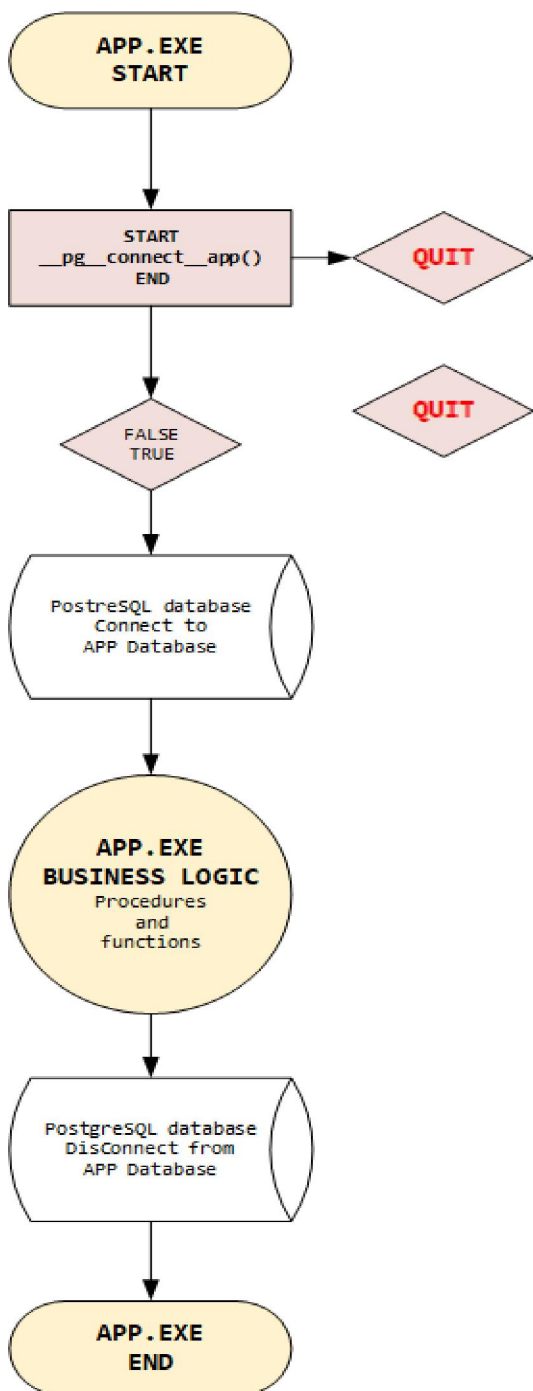 APP.EXE
START
START
__pg__connect__app()
END
QUIT
FALSE
TRUE
QUIT
PostreSQL database
Connect to
APP Database
APP.EXE
BUSINESS LOGIC
Procedures
and
functions
PostgreSQL database
DisConnect from
APP Database
APP.EXE
END